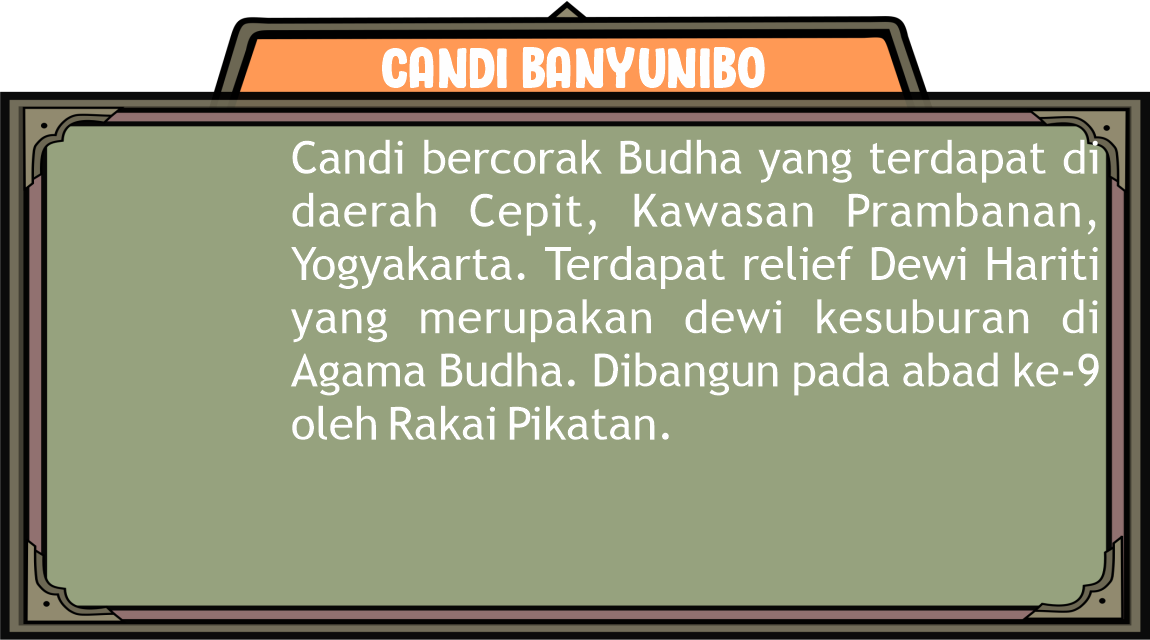 CANDI BANYUNIBO
Candi bercorak Budha yang terdapat di
daerah Cepit, Kawasan Prambanan,
Yogyakarta. Terdapat relief Dewi Hariti
yang merupakan dewi kesuburan di
Agama Budha. Dibangun pada abad ke-9
oleh Rakai Pikatan.